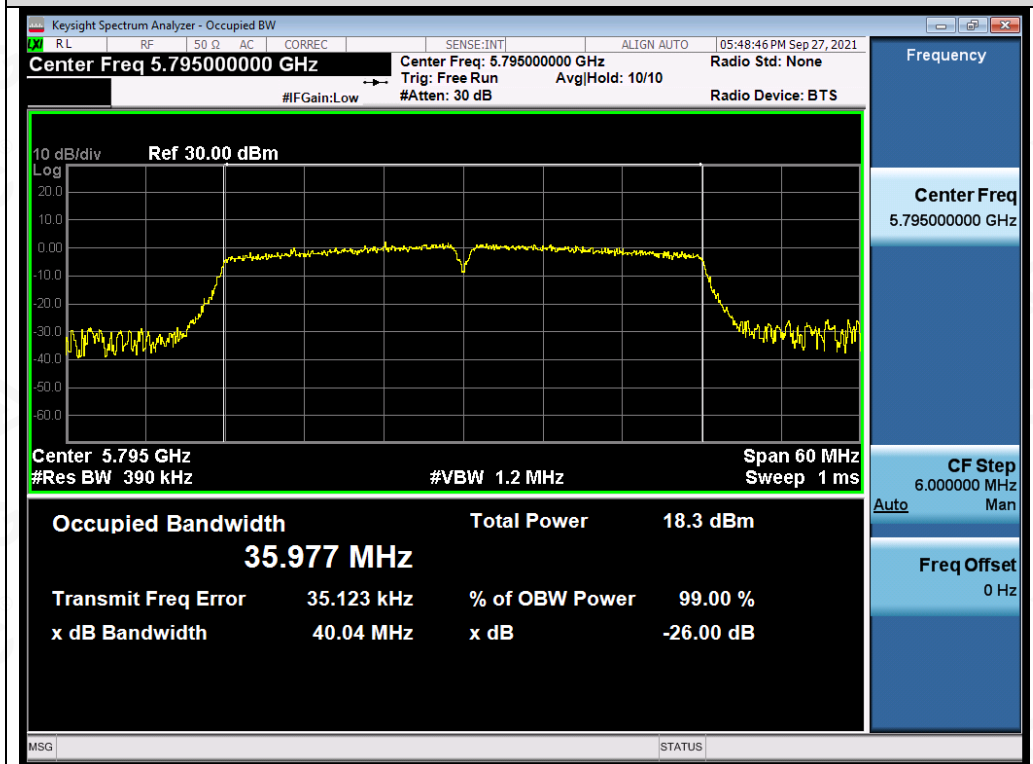 Keysight Spectrum Analyzer - Occupied BW
LXI RL RF 50 Ω AC CORREC SENSE:INT ALIGN AUTO 05:48:46 PM Sep 27, 2021
Center Freq 5.795000000 GHz
Center Freq: 5.795000000 GHz Radio Std: None
Trig: Free Run Avg|Hold: 10/10
#IFGain:Low #Atten: 30 dB Radio Device: BTS
10 dB/div Ref 30.00 dBm
Log
20.0
10.0
0.00
-10.0
-20.0
-30.0
-40.0
-50.0
-60.0
Center 5.795 GHz Span 60 MHz
#Res BW 390 kHz #VBW 1.2 MHz Sweep 1 ms
Occupied Bandwidth Total Power 18.3 dBm
35.977 MHz
Transmit Freq Error 35.123 kHz % of OBW Power 99.00 %
x dB Bandwidth 40.04 MHz x dB -26.00 dB
Frequency
Center Freq
5.795000000 GHz
CF Step
6.000000 MHz
Auto Man
Freq Offset
0 Hz
MSG STATUS